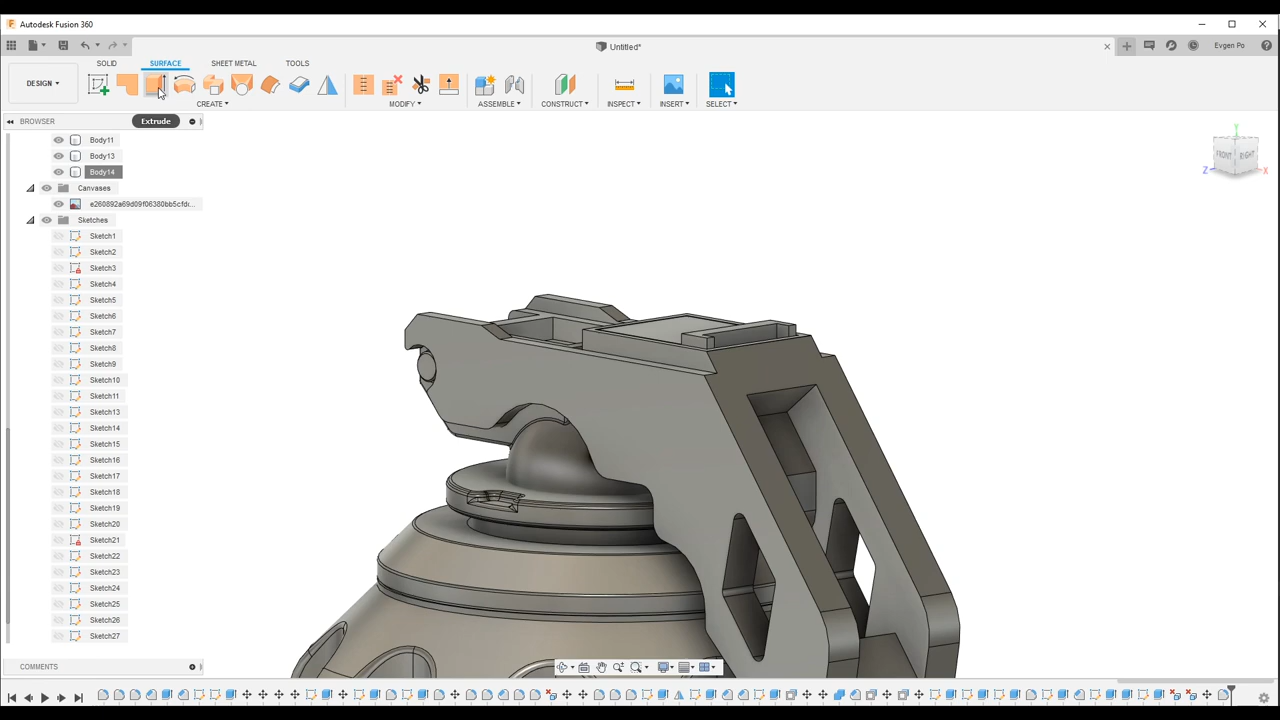 Autodesk Fusion 360
Untitled*
Evgen Po
DESIGN
SOLID
SURFACE
SHEET METAL
TOOLS
CREATE
MODIFY
ASSEMBLE
CONSTRUCT
INSPECT
INSERT
SELECT
BROWSER
Extrude
Body11
Body13
Body14
Canvases
e260892a69d09f06380bb5cfd...
Sketches
Sketch1
Sketch2
Sketch3
Sketch4
Sketch5
Sketch6
Sketch7
Sketch8
Sketch9
Sketch10
Sketch11
Sketch13
Sketch14
Sketch15
Sketch16
Sketch17
Sketch18
Sketch19
Sketch20
Sketch21
Sketch22
Sketch23
Sketch24
Sketch25
Sketch26
Sketch27
COMMENTS
Y
FRONT
RIGHT
Z
X